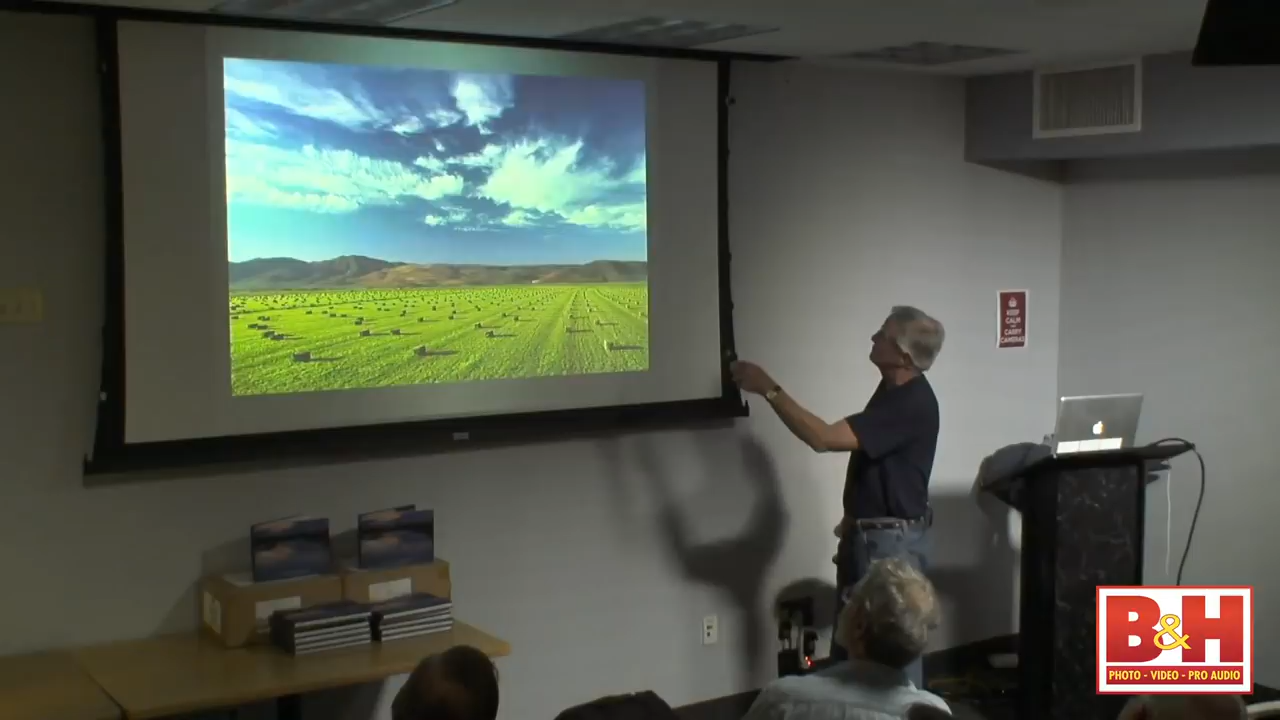 KEEP
CALM
AND
CARRY
CAMERAS
B&H
PHOTO - VIDEO - PRO AUDIO